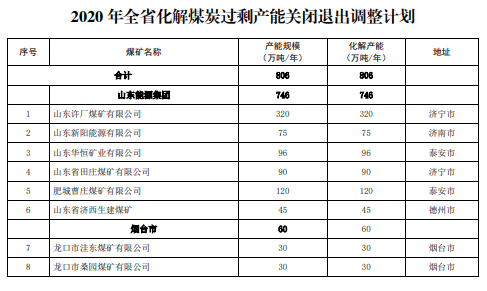 2020 年全省化解煤炭过剩产能关闭退出调整计划
序号 煤矿名称 产能规模（万吨/年） 化解产能（万吨/年） 地址
合计 806 806
山东能源集团 746 746
1 山东许厂煤矿有限公司 320 320 济宁市
2 山东新阳能源有限公司 75 75 济南市
3 山东华恒矿业有限公司 96 96 泰安市
4 山东省田庄煤矿有限公司 90 90 济宁市
5 肥城曹庄煤矿有限公司 120 120 泰安市
6 山东省济西生建煤矿 45 45 德州市
烟台市 60 60
7 龙口市洼东煤矿有限公司 30 30 烟台市
8 龙口市桑园煤矿有限公司 30 30 烟台市